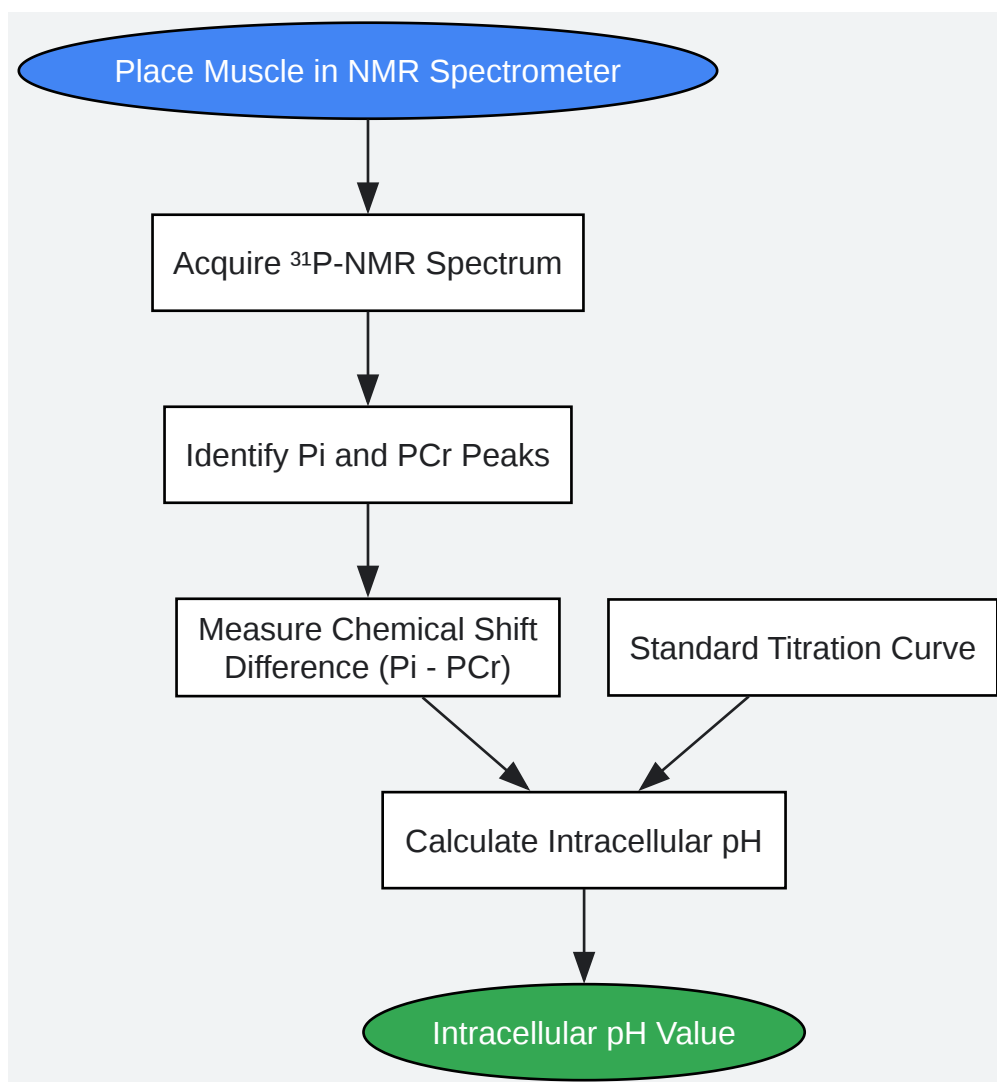 Place Muscle in NMR Spectrometer
Acquire ³¹P-NMR Spectrum
Identify Pi and PCr Peaks
Measure Chemical Shift
Difference (Pi - PCr)
Standard Titration Curve
Calculate Intracellular pH
Intracellular pH Value